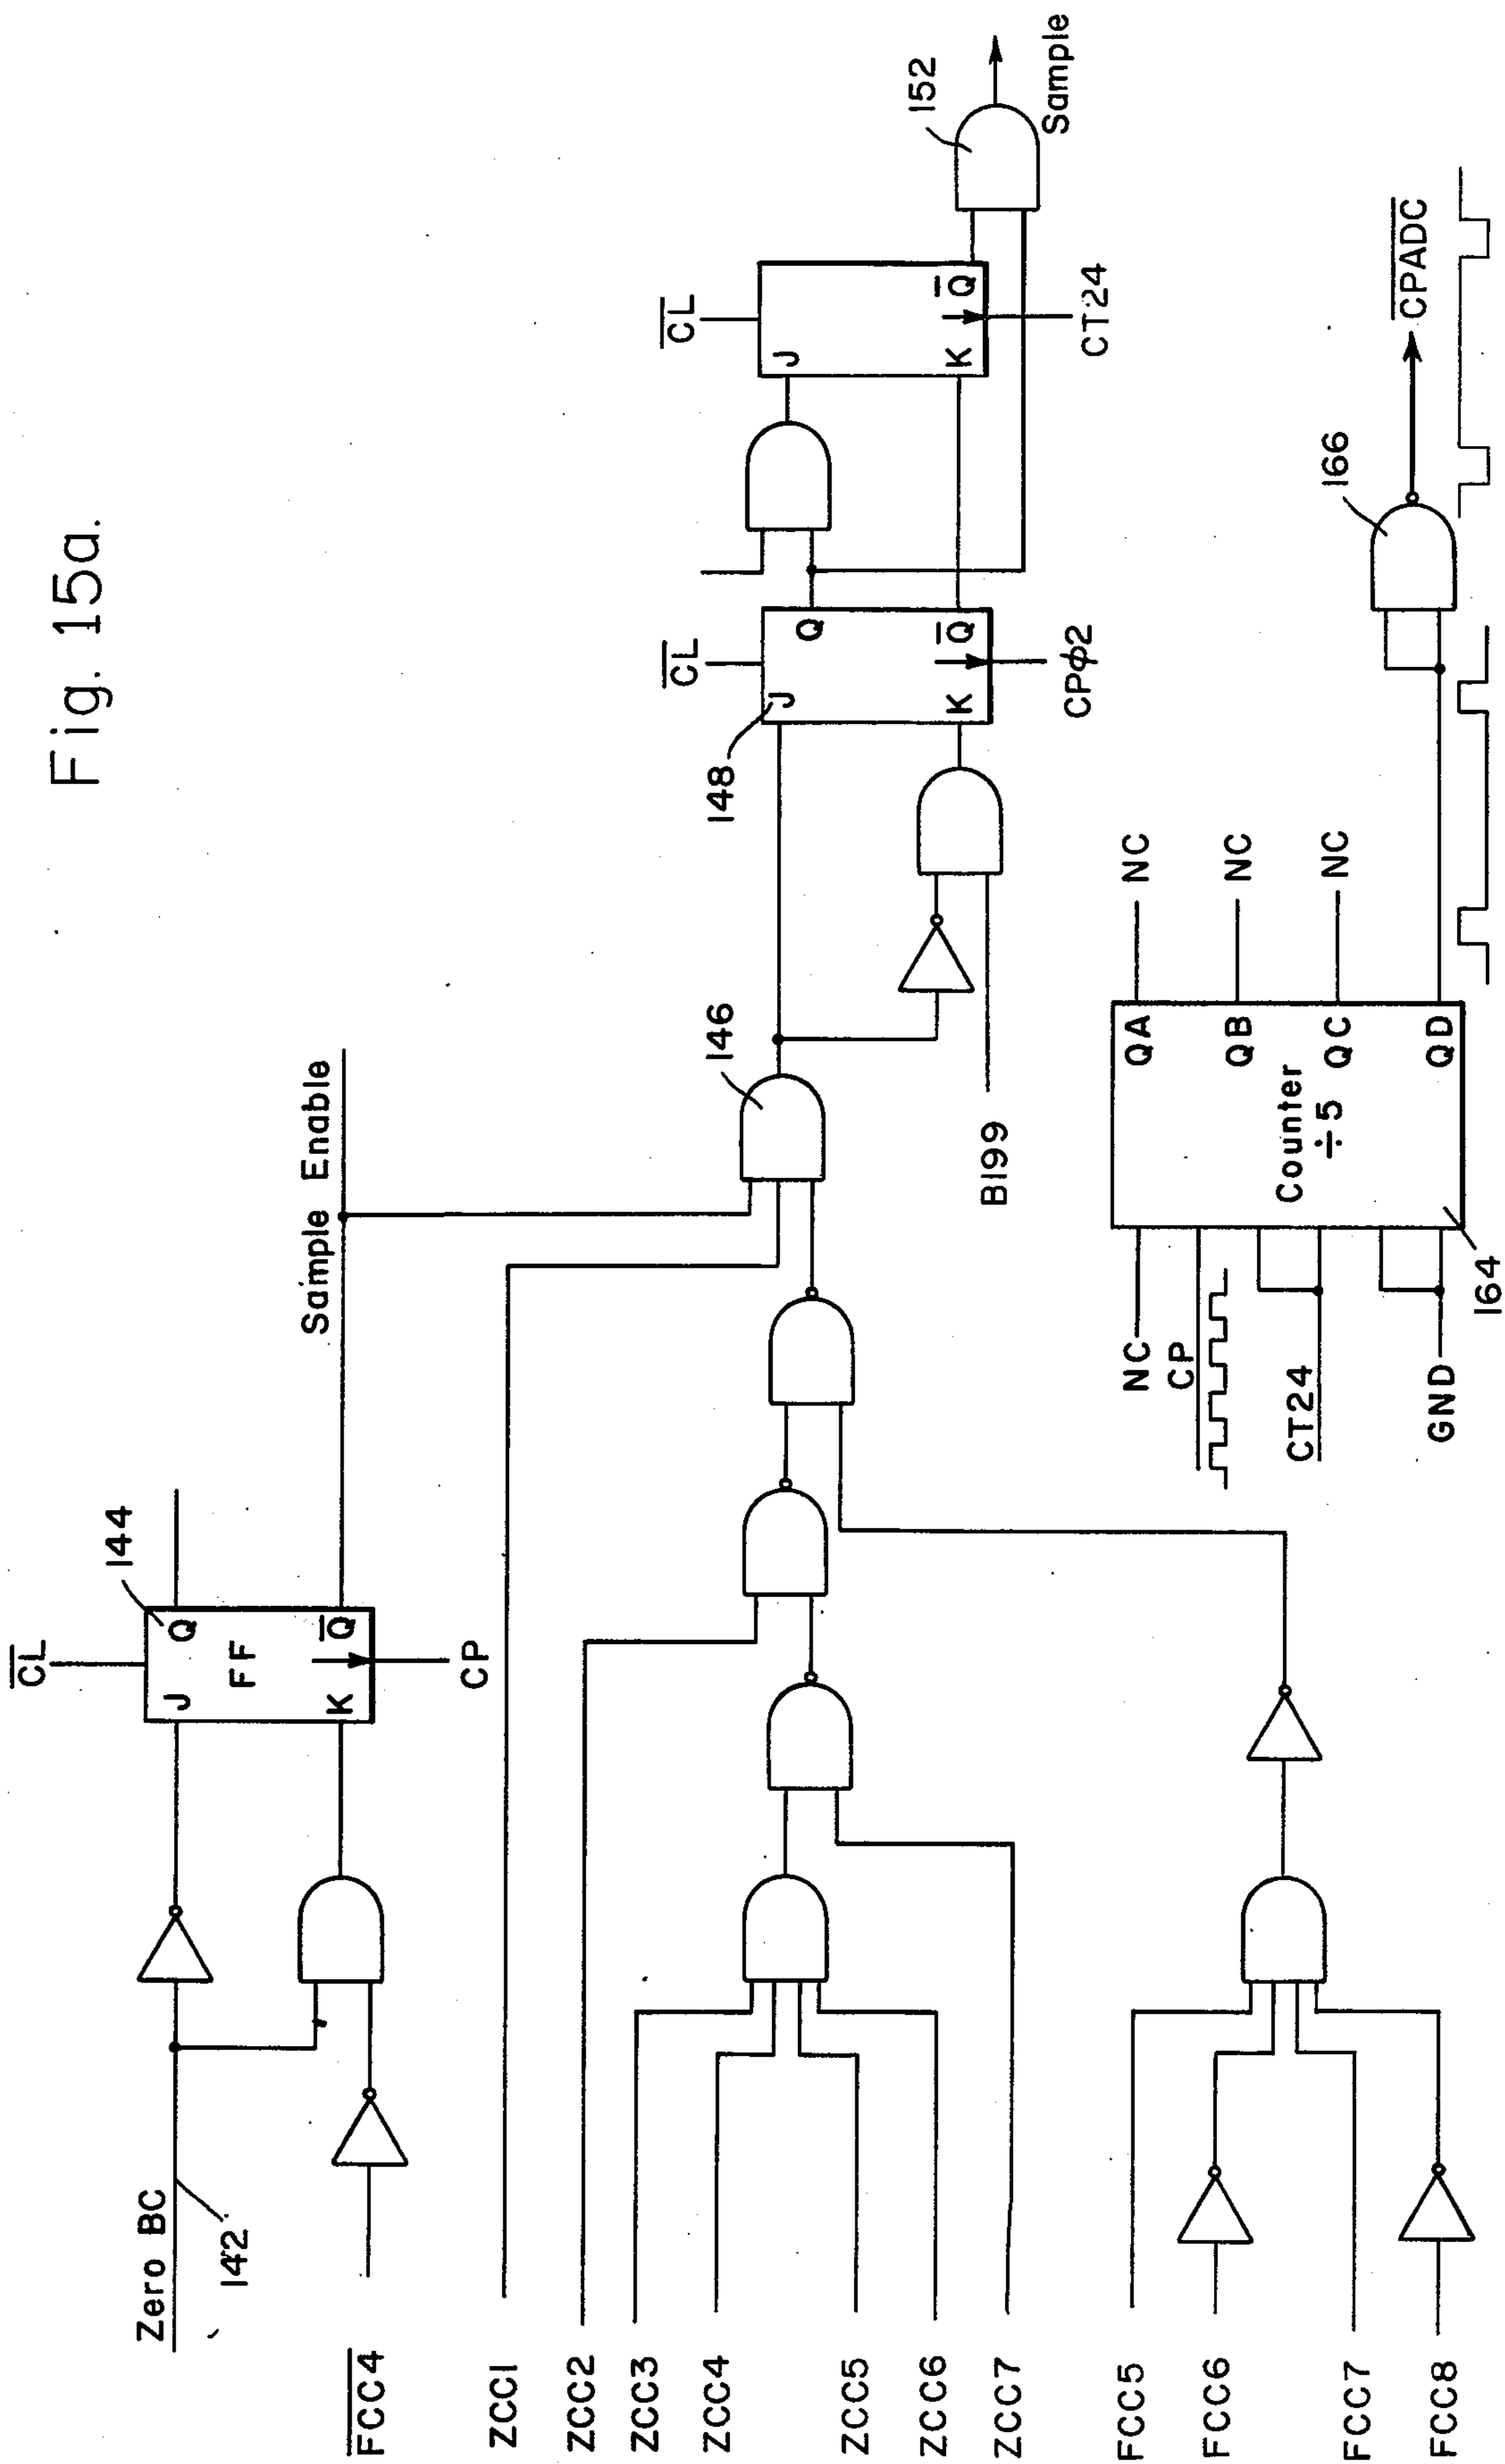 Fig. 15a.
Zero BC
142
FCC4
144
CL
J
Q
FF
K
Q
CP
Sample Enable
ZCC1
ZCC2
ZCC3
ZCC4
ZCC5
ZCC6
ZCC7
FCC5
FCC6
FCC7
FCC8
146
B199
148
CL
J
Q
K
Q
CPϕ2
CL
J
K
Q
CT24
152
Sample
NC
CP
CT24
GND
164
Counter
÷5
QA
QB
QC
QD
NC
NC
NC
166
CPADC